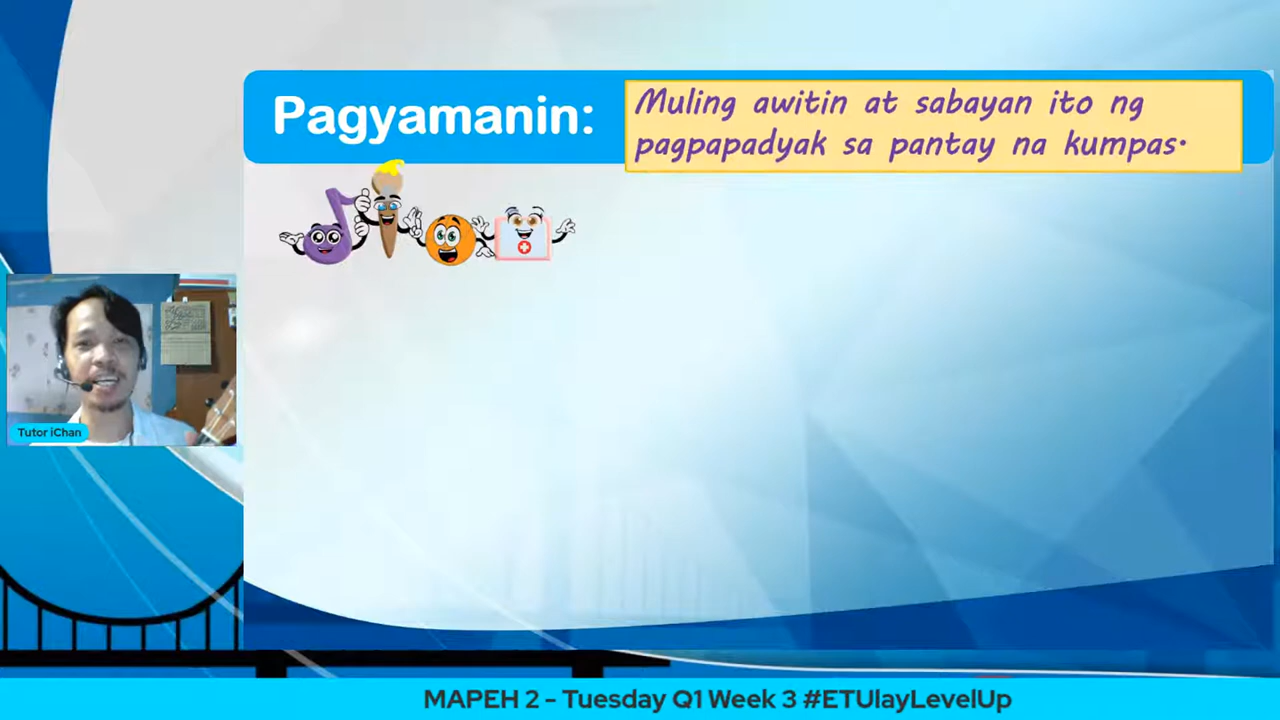 Pagyamanin:
Muling awitin at sabayan ito ng
pagpapadyak sa pantay na kumpas.
Tutor iChan
MAPEH 2 - Tuesday Q1 Week 3 #ETUlayLevelUp